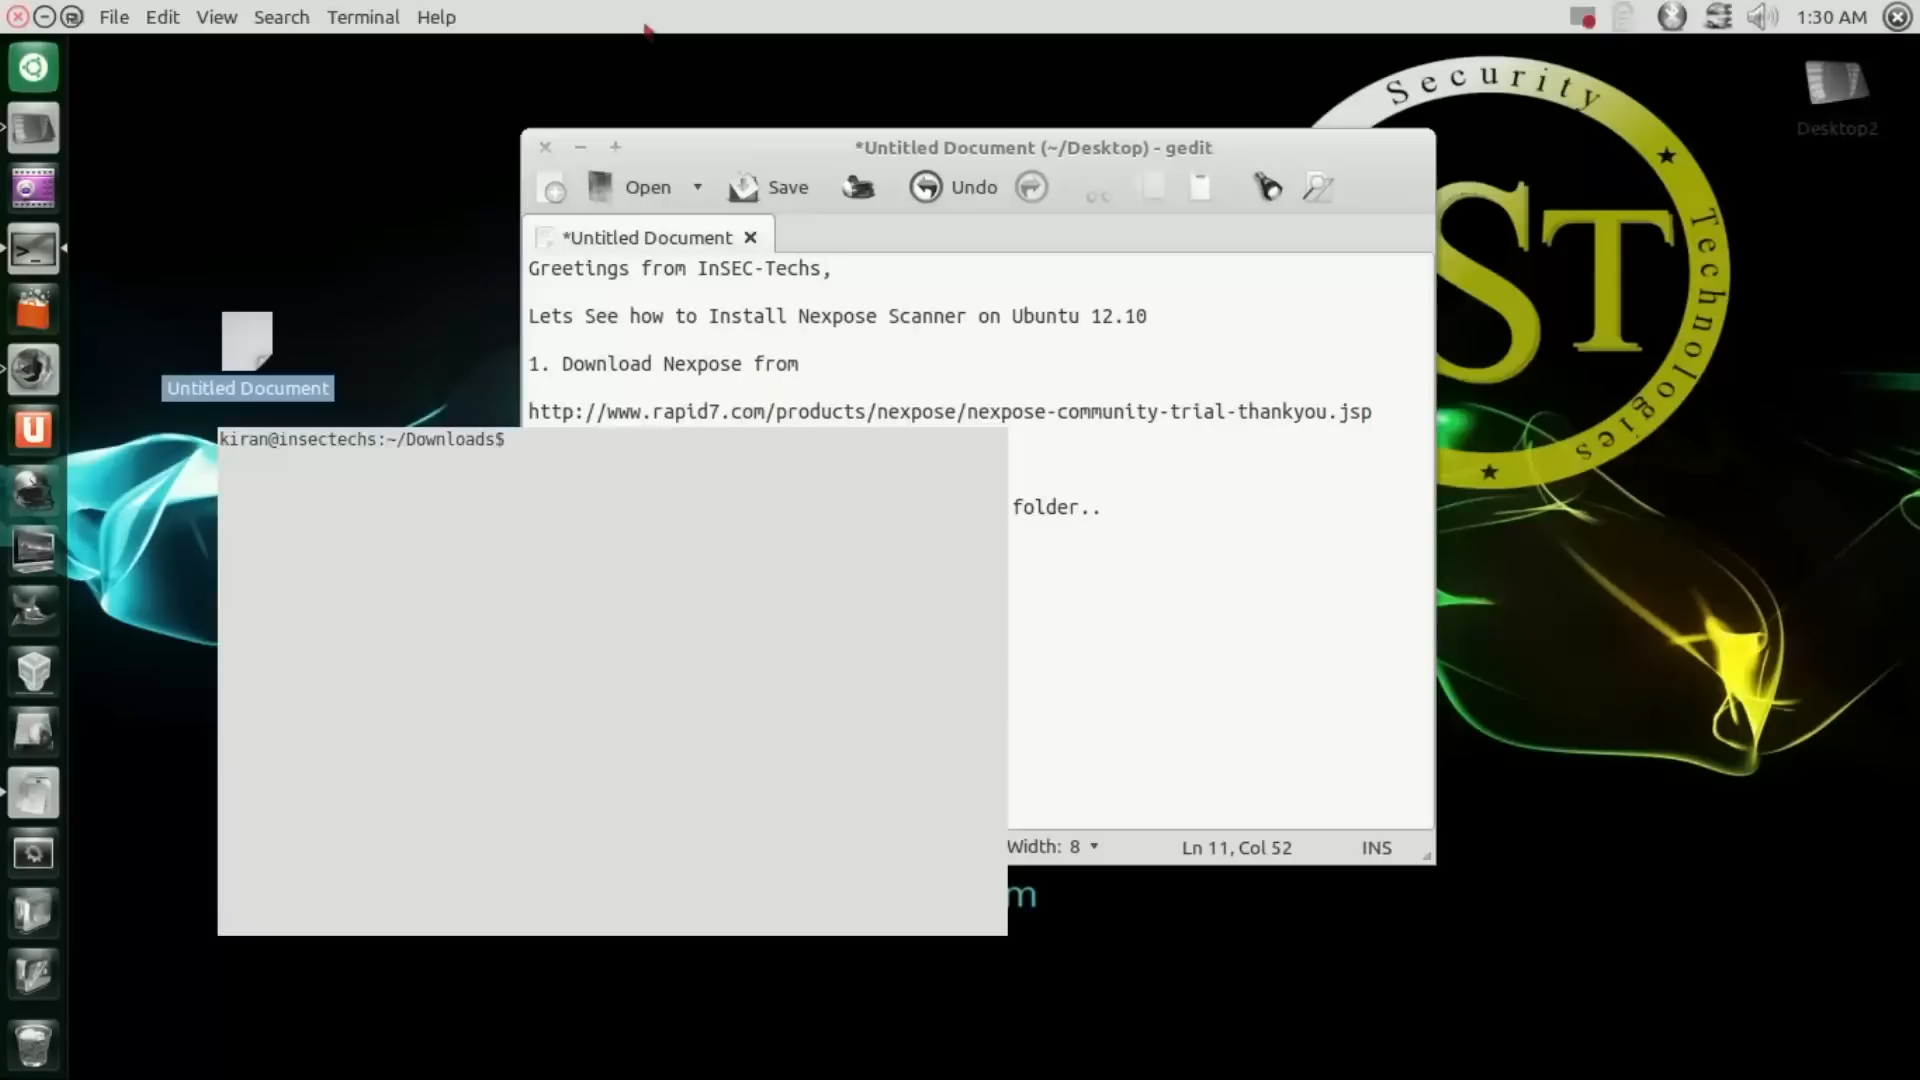 File Edit View Search Terminal Help
1:30 AM
Security Technologies
ST
Desktop2
*Untitled Document (~/Desktop) - gedit
Open Save Undo
*Untitled Document
Greetings from InSEC-Techs,
Lets See how to Install Nexpose Scanner on Ubuntu 12.10
1. Download Nexpose from
http://www.rapid7.com/products/nexpose/nexpose-community-trial-thankyou.jsp
folder..
Untitled Document
kiran@insectechs:~/Downloads$
Width: 8 Ln 11, Col 52 INS
m